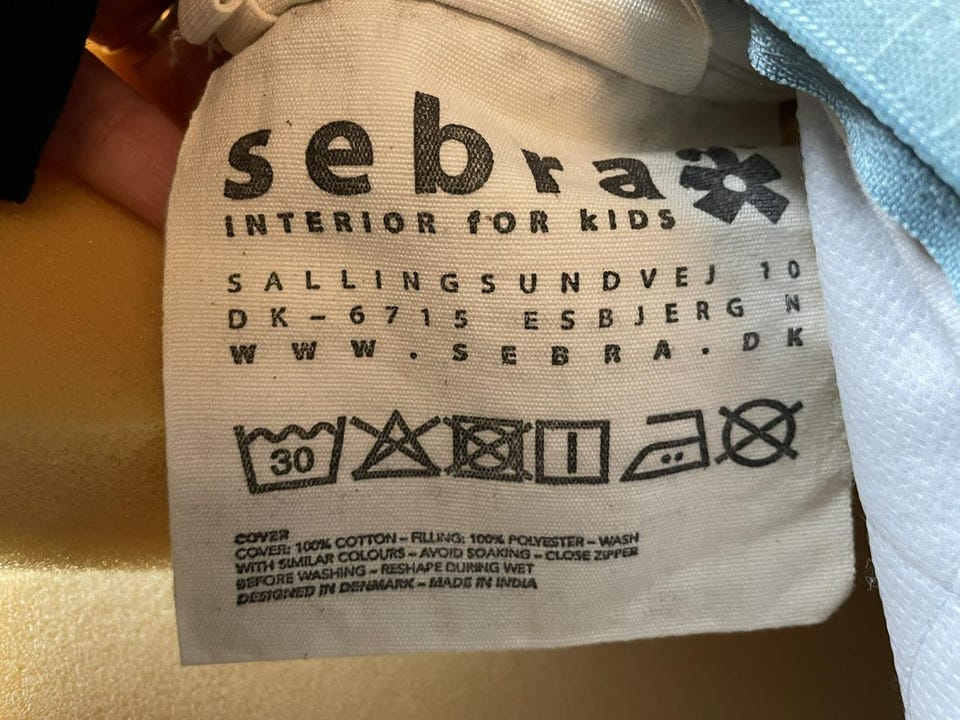 sebra
INTERIOR fOR kIDS
SALLINGSUNDVEJ 10
DK-6715 ESBJERG N
WWW.SEBRA.DK
30
COVER
COVER: 100% COTTON – FILLING: 100% POLYESTER – WASH
WITH SIMILAR COLOURS – AVOID SOAKING – CLOSE ZIPPER
BEFORE WASHING – RESHAPE DURING WET
DESIGNED IN DENMARK – MADE IN INDIA